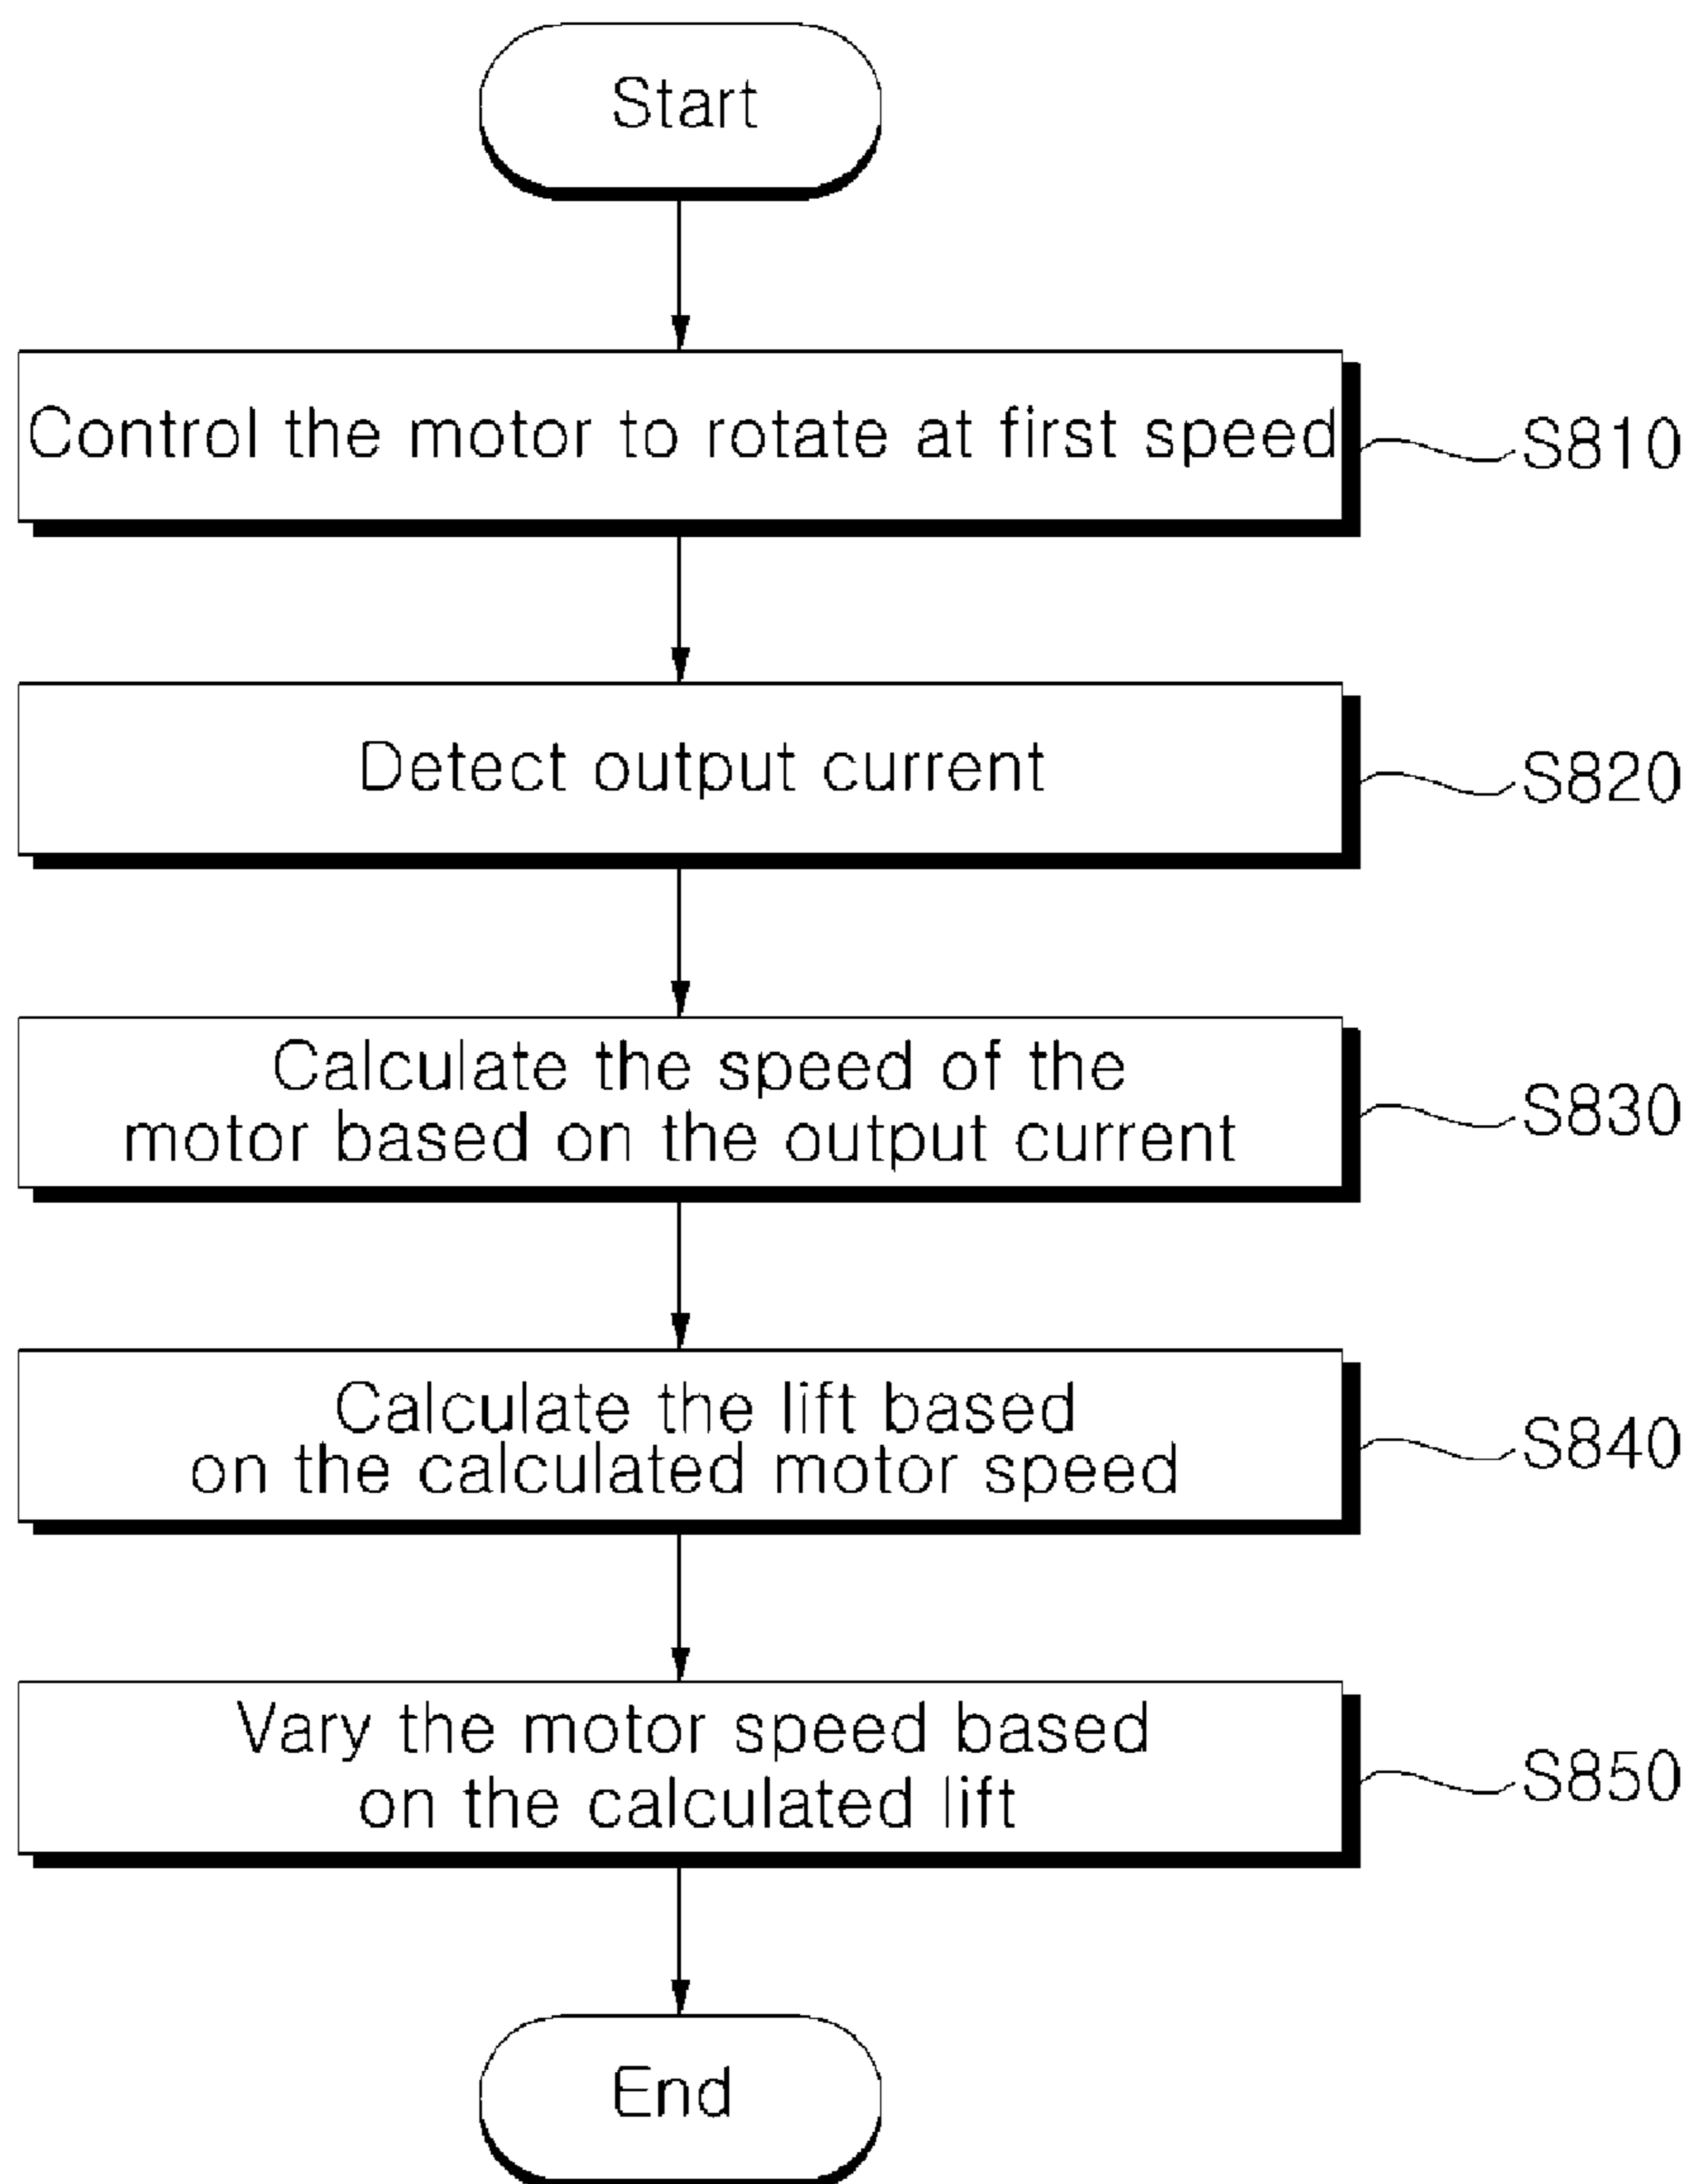 Start
Control the motor to rotate at first speed
S810
Detect output current
S820
Calculate the speed of the
motor based on the output current
S830
Calculate the lift based
on the calculated motor speed
S840
Vary the motor speed based
on the calculated lift
S850
End